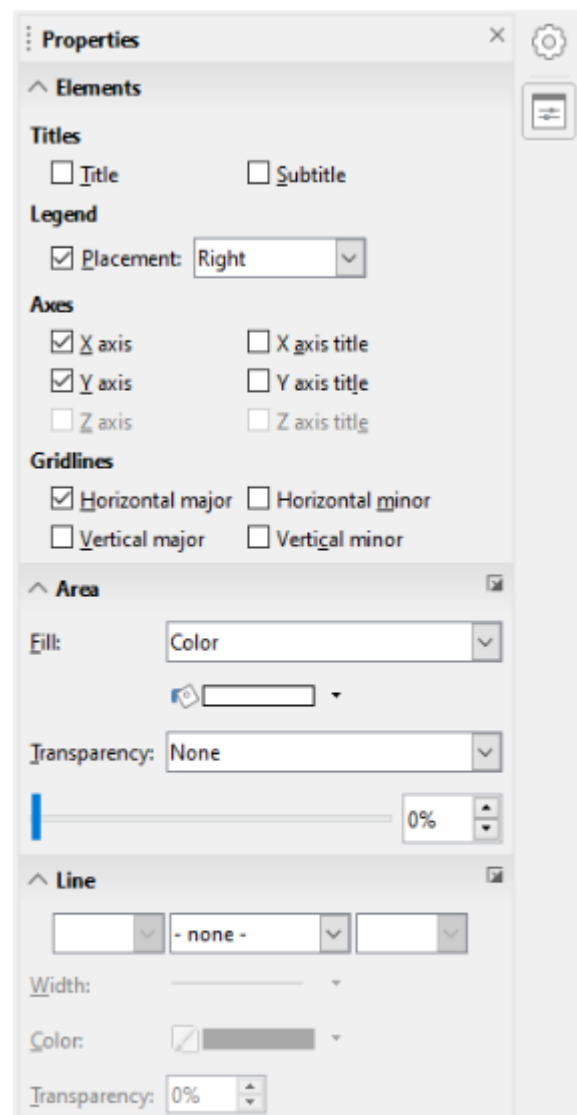 Properties
Elements
Titles
Title Subtitle
Legend
Placement: Right
Axes
X axis X axis title
Y axis Y axis title
Z axis Z axis title
Gridlines
Horizontal major Horizontal minor
Vertical major Vertical minor
Area
Fill: Color
Transparency: None
0%
Line
- none -
Width:
Color:
Transparency: 0%